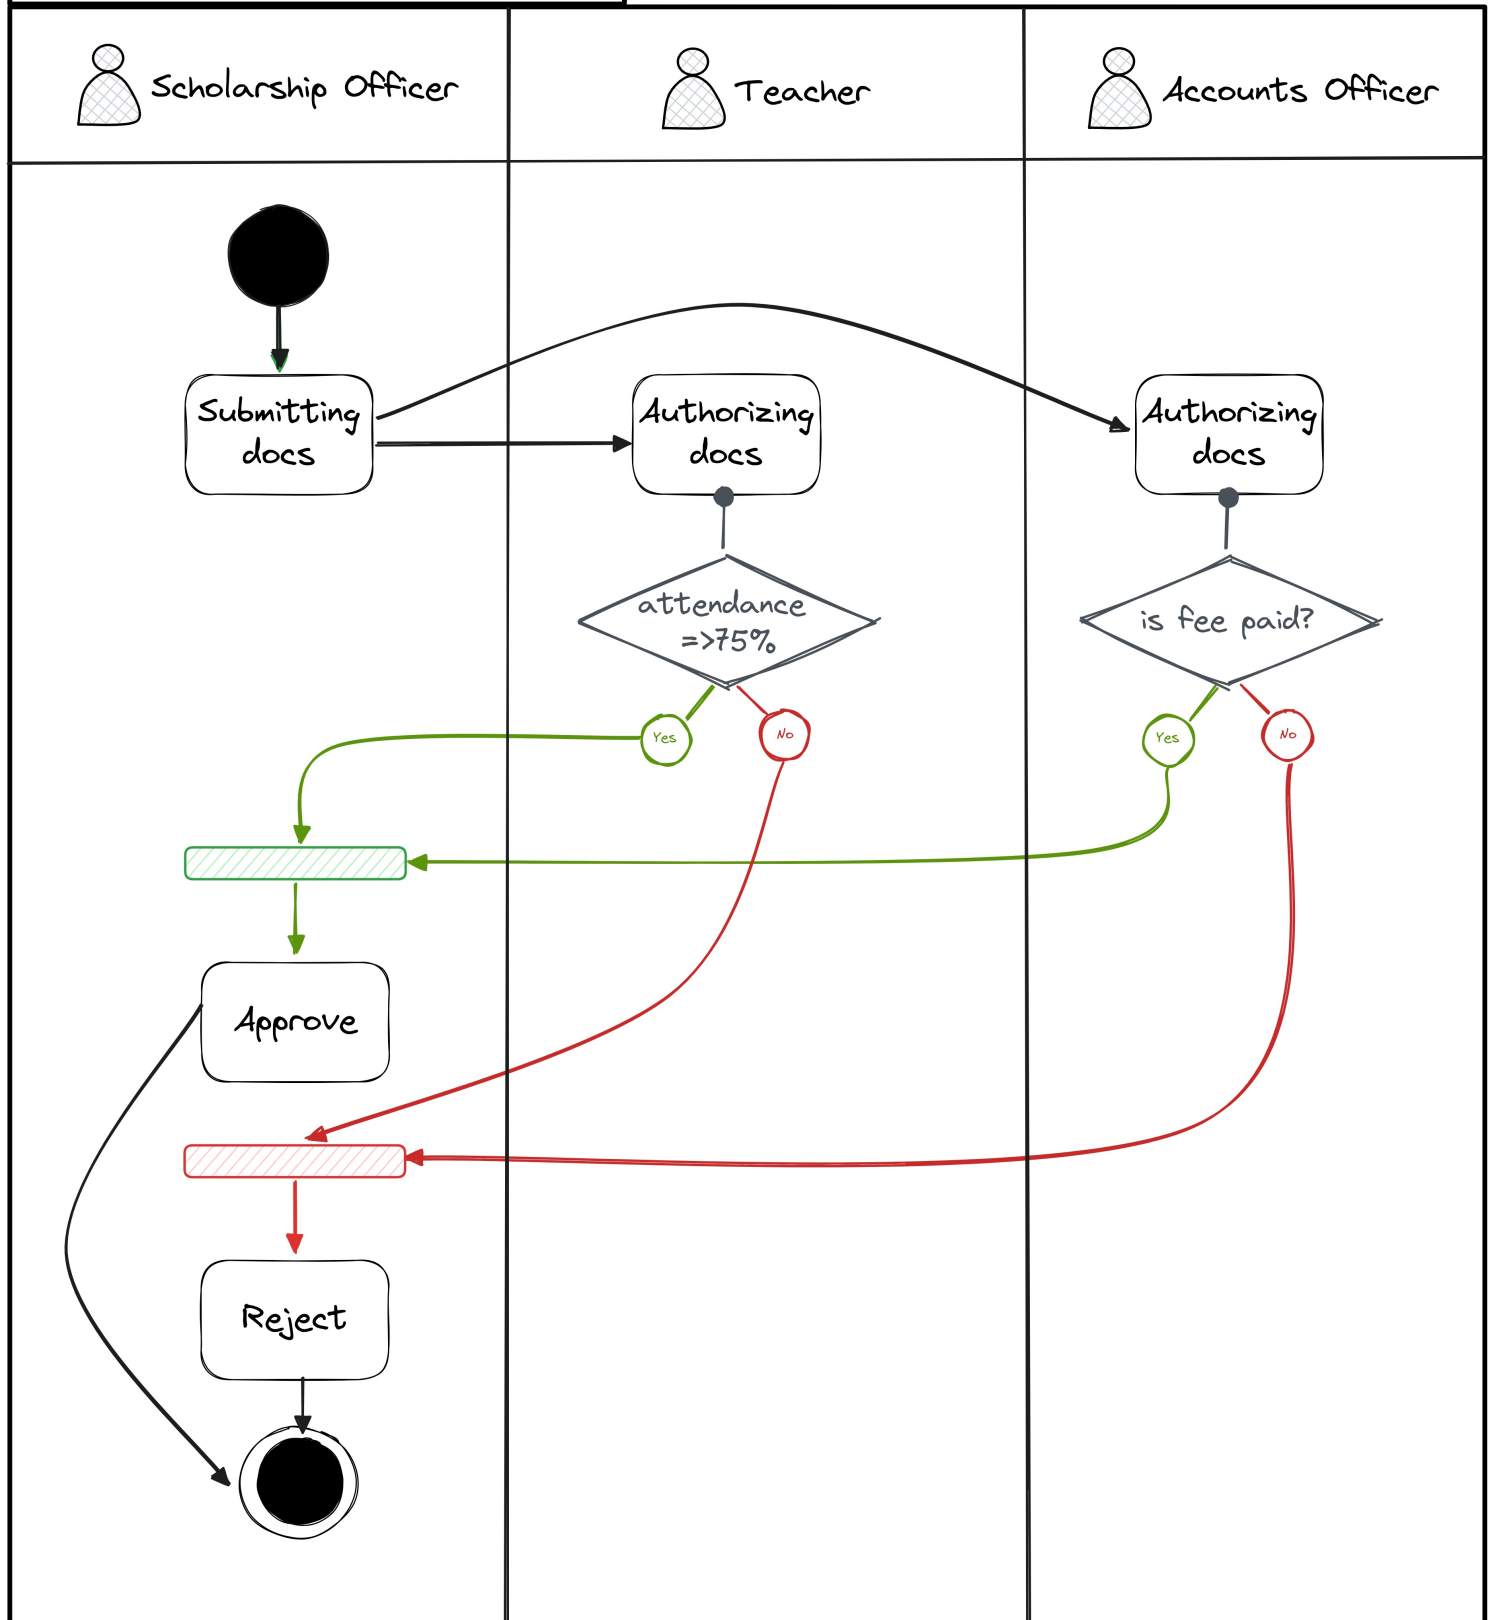 Scholarship Officer
Teacher
Accounts Officer
Submitting
docs
Authorizing
docs
Authorizing
docs
attendance
=>75%
is fee paid?
Yes
No
Yes
No
Approve
Reject